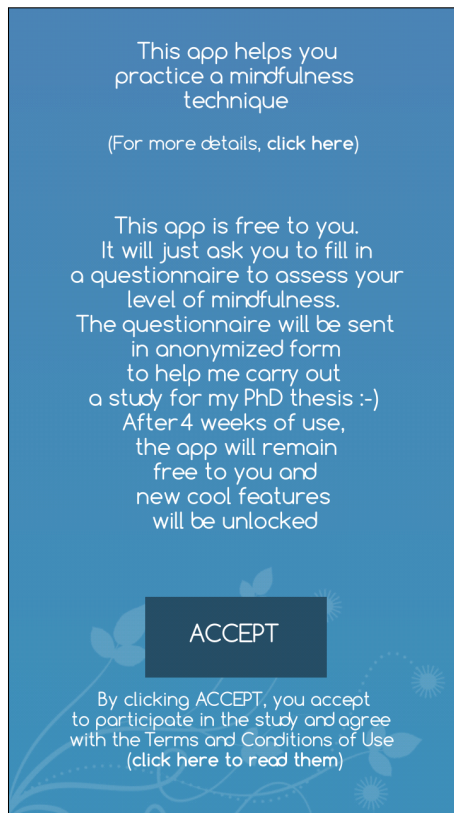 This app helps you
practice a mindfulness
technique
(For more details, click here)
This app is free to you.
It will just ask you to fill in
a questionnaire to assess your
level of mindfulness.
The questionnaire will be sent
in anonymized form
to help me carry out
a study for my PhD thesis :-)
After 4 weeks of use,
the app will remain
free to you and
new cool features
will be unlocked
ACCEPT
By clicking ACCEPT, you accept
to participate in the study and agree
with the Terms and Conditions of Use
(click here to read them)